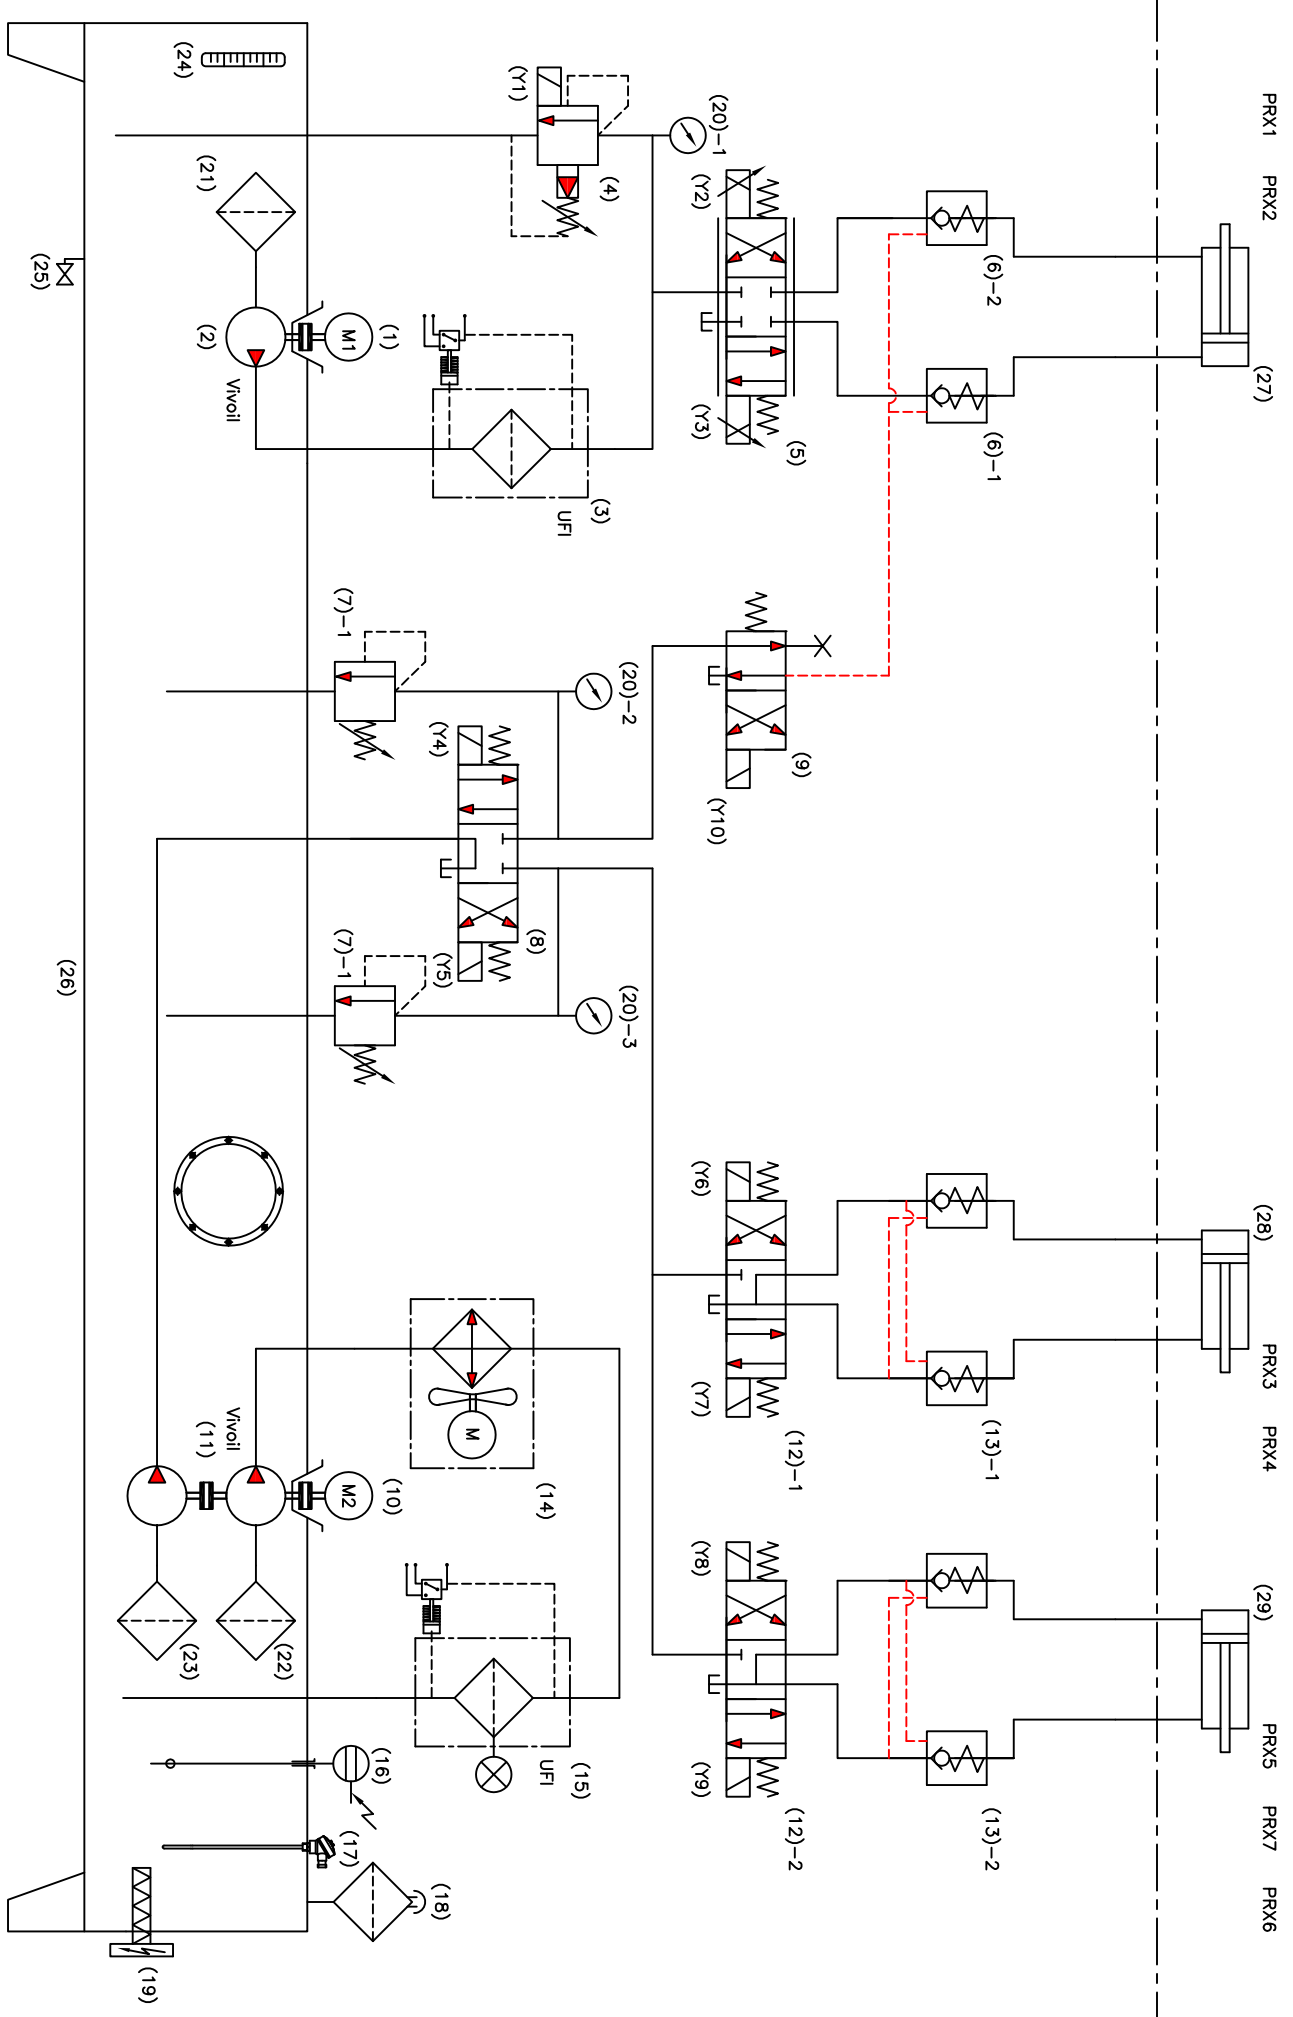 PRX1
PRX2
PRX3
PRX4
PRX5
PRX7
PRX6
(27)
(28)
(29)
(6)-2
(6)-1
(13)-1
(13)-2
(20)-1
(Y2)
(Y3)
(5)
(9)
(Y10)
(Y6)
(Y7)
(12)-1
(Y8)
(Y9)
(12)-2
(Y1)
(4)
(3)
UFI
(20)-2
(20)-3
(8)
(Y4)
(Y5)
(7)-1
(7)-1
(14)
M
(15)
UFI
(18)
(1)
M1
(10)
M2
(16)
(17)
(24)
(21)
(2)
Vivoil
Vivoil
(11)
(22)
(23)
(19)
(25)
(26)